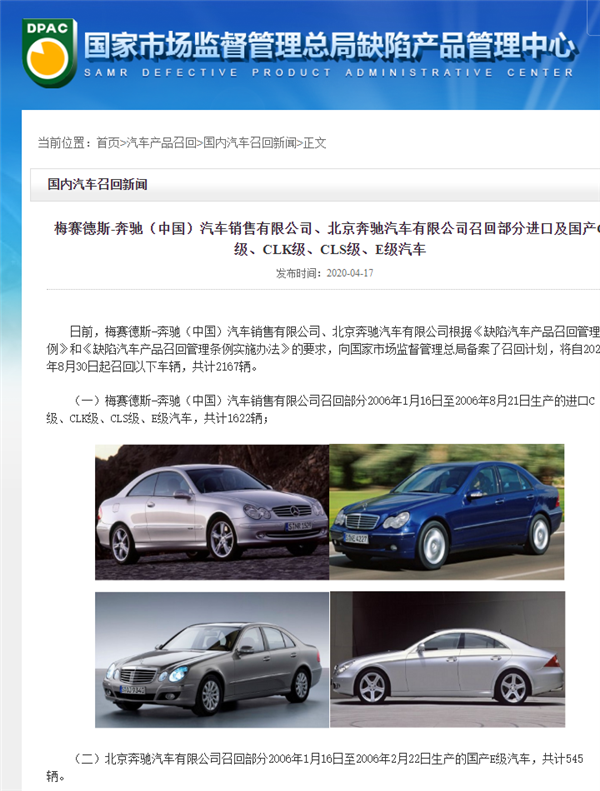 DPAC
国家市场监督管理总局缺陷产品管理中心
SAMR DEFECTIVE PRODUCT ADMINISTRATIVE CENTER
当前位置：首页>汽车产品召回>国内汽车召回新闻>正文
国内汽车召回新闻
梅赛德斯-奔驰（中国）汽车销售有限公司、北京奔驰汽车有限公司召回部分进口及国产C
级、CLK级、CLS级、E级汽车
发布时间：2020-04-17
日前，梅赛德斯-奔驰（中国）汽车销售有限公司、北京奔驰汽车有限公司根据《缺陷汽车产品召回管理
例》和《缺陷汽车产品召回管理条例实施办法》的要求，向国家市场监督管理总局备案了召回计划，将自202
年8月30日起召回以下车辆，共计2167辆。
（一）梅赛德斯-奔驰（中国）汽车销售有限公司召回部分2006年1月16日至2006年8月21日生产的进口C
级、CLK级、CLS级、E级汽车，共计1622辆；
（二）北京奔驰汽车有限公司召回部分2006年1月16日至2006年2月22日生产的国产E级汽车，共计545
辆。